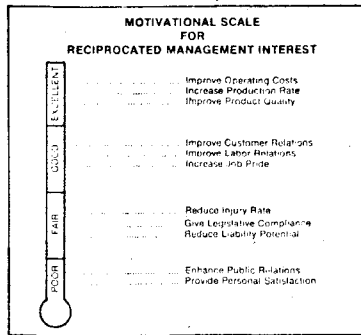 MOTIVATIONAL SCALE
FOR
RECIPROCATED MANAGEMENT INTEREST
EXCELLENT
Improve Operating Costs
Increase Production Rate
Improve Product Quality
GOOD
Improve Customer Relations
Improve Labor Relations
Increase Job Pride
FAIR
Reduce Injury Rate
Give Legislative Compliance
Reduce Liability Potential
POOR
Enhance Public Relations
Provide Personal Satisfaction